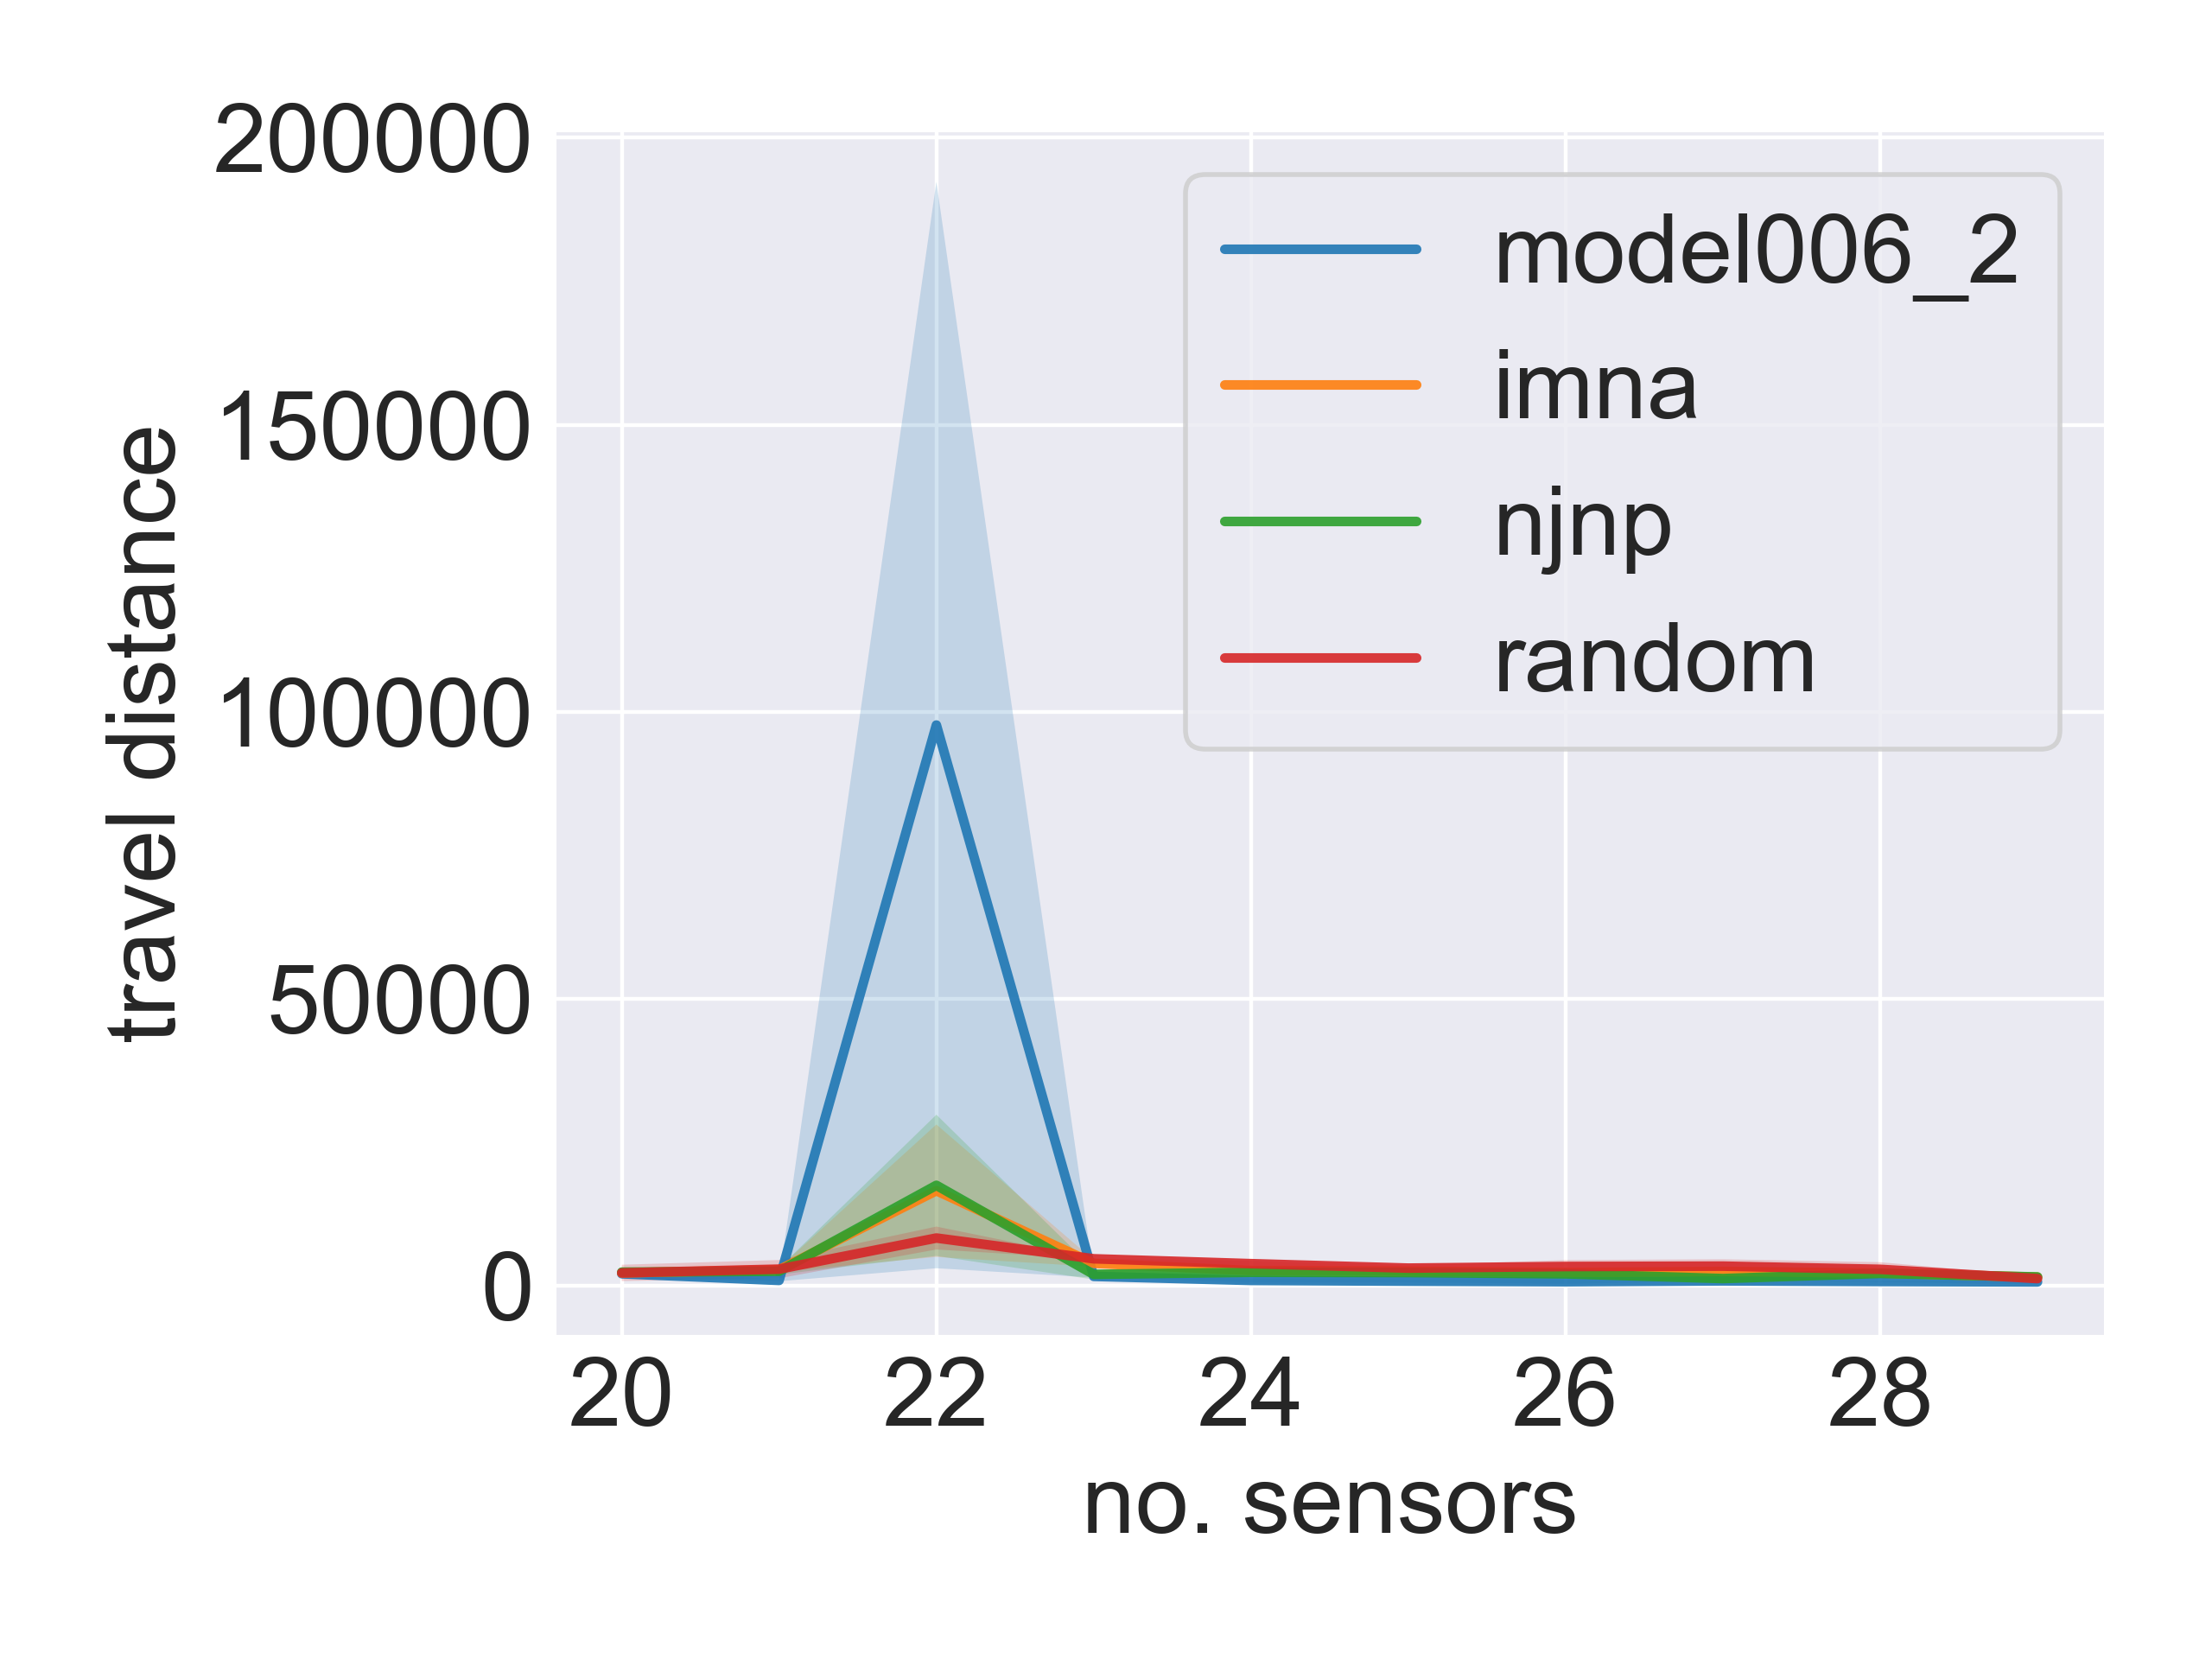 200000
150000
100000
50000
0
travel distance
model006_2
imna
njnp
random
20 22 24 26 28
no. sensors